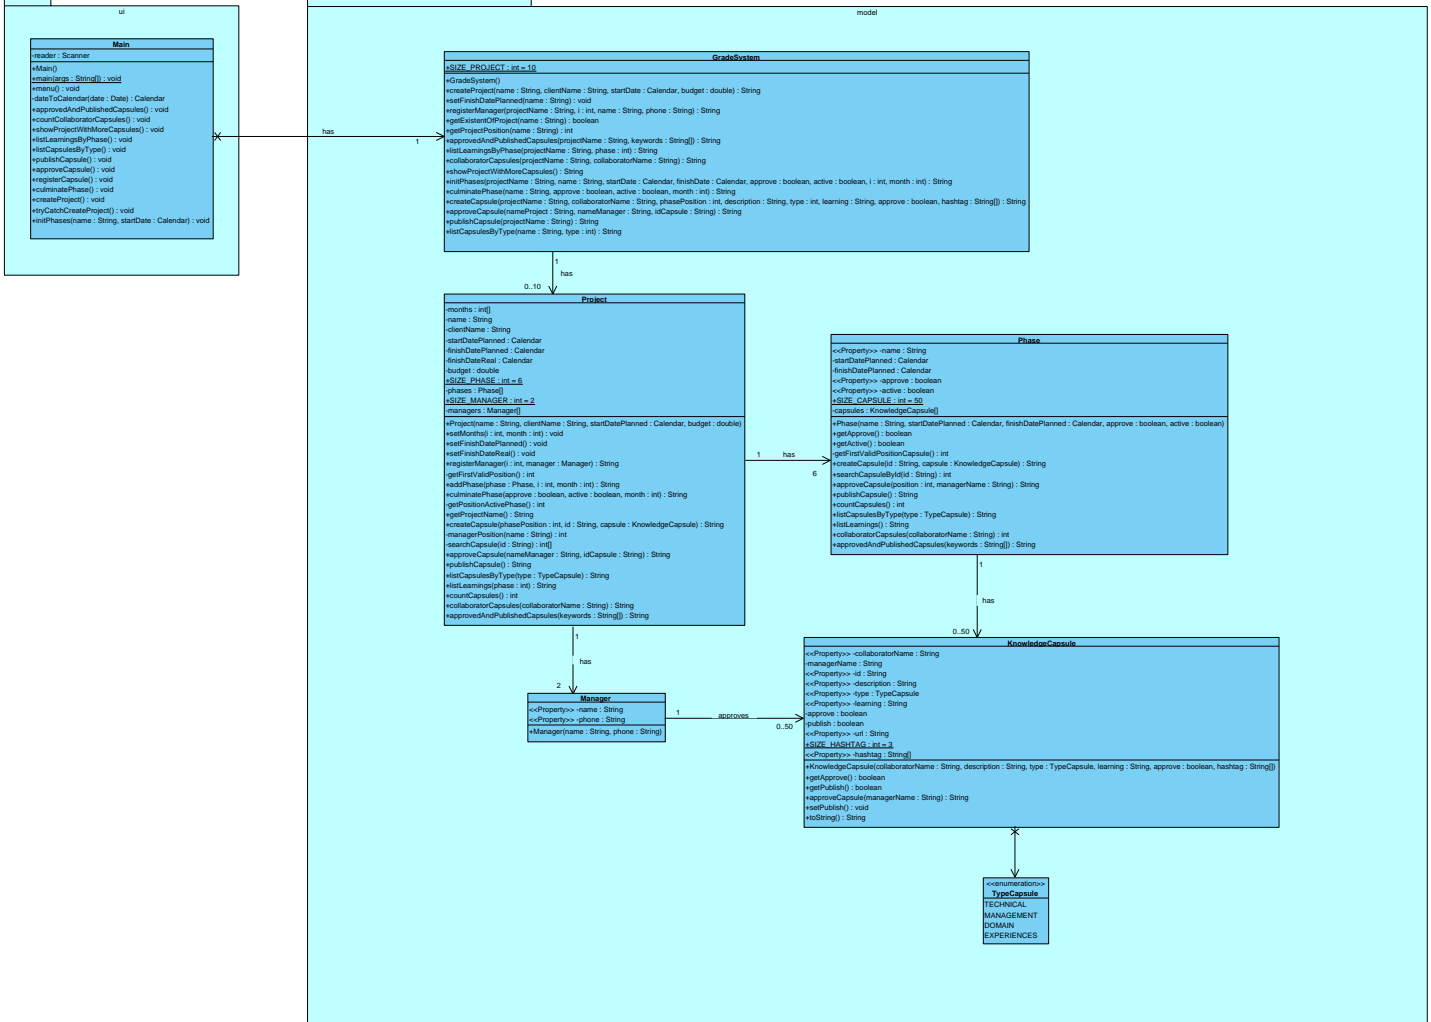 ui
Main
-reader : Scanner
+Main()
+main(args : String[]) : void
+menu() : void
-dateToCalendar(date : Date) : Calendar
+approvedAndPublishedCapsules() : void
+countCollaboratorCapsules() : void
+showProjectWithMoreCapsules() : void
+listLearningsByPhase() : void
+listCapsulesByType() : void
+publishCapsule() : void
+approveCapsule() : void
+registerCapsule() : void
+culminatePhase() : void
+createProject() : void
+tryCatchCreateProject() : void
+initPhases(name : String, startDate : Calendar) : void
has
1
model
GradeSystem
+SIZE_PROJECT : int = 10
+GradeSystem()
+createProject(name : String, clientName : String, startDate : Calendar, budget : double) : String
+setFinishDatePlanned(name : String) : void
+registerManager(projectName : String, i : int, name : String, phone : String) : String
+getExistentOfProject(name : String) : boolean
+getProjectPosition(name : String) : int
+approvedAndPublishedCapsules(projectName : String, keywords : String[]) : String
+listLearningsByPhase(projectName : String, phase : int) : String
+collaboratorCapsules(projectName : String, collaboratorName : String) : String
+showProjectWithMoreCapsules() : String
+initPhases(projectName : String, name : String, startDate : Calendar, finishDate : Calendar, approve : boolean, active : boolean, i : int, month : int) : String
+culminatePhase(name : String, approve : boolean, active : boolean, month : int) : String
+createCapsule(projectName : String, collaboratorName : String, phasePosition : int, description : String, type : int, learning : String, approve : boolean, hashtag : String[]) : String
+approveCapsule(nameProject : String, nameManager : String, idCapsule : String) : String
+publishCapsule(projectName : String) : String
+listCapsulesByType(name : String, type : int) : String
1
has
0..10
Project
-months : int[]
-name : String
-clientName : String
-startDatePlanned : Calendar
-finishDatePlanned : Calendar
-finishDateReal : Calendar
-budget : double
+SIZE_PHASE : int = 6
-phases : Phase[]
+SIZE_MANAGER : int = 2
-managers : Manager[]
+Project(name : String, clientName : String, startDatePlanned : Calendar, budget : double)
+setMonths(i : int, month : int) : void
+setFinishDatePlanned() : void
+setFinishDateReal() : void
+registerManager(i : int, manager : Manager) : String
-getFirstValidPosition() : int
+addPhase(phase : Phase, i : int, month : int) : String
+culminatePhase(approve : boolean, active : boolean, month : int) : String
-getPositionActivePhase() : int
+getProjectName() : String
+createCapsule(phasePosition : int, id : String, capsule : KnowledgeCapsule) : String
-managerPosition(name : String) : int
-searchCapsule(id : String) : int[]
+approveCapsule(nameManager : String, idCapsule : String) : String
+publishCapsule() : String
+listCapsulesByType(type : TypeCapsule) : String
+listLearnings(phase : int) : String
+countCapsules() : int
+collaboratorCapsules(collaboratorName : String) : String
+approvedAndPublishedCapsules(keywords : String[]) : String
1
has
6
Phase
<<Property>> -name : String
-startDatePlanned : Calendar
-finishDatePlanned : Calendar
<<Property>> -approve : boolean
<<Property>> -active : boolean
+SIZE_CAPSULE : int = 50
-capsules : KnowledgeCapsule[]
+Phase(name : String, startDatePlanned : Calendar, finishDatePlanned : Calendar, approve : boolean, active : boolean)
+getApprove() : boolean
+getActive() : boolean
-getFirstValidPositionCapsule() : int
+createCapsule(id : String, capsule : KnowledgeCapsule) : String
+searchCapsuleById(id : String) : int
+approveCapsule(position : int, managerName : String) : String
+publishCapsule() : String
+countCapsules() : int
+listCapsulesByType(type : TypeCapsule) : String
+listLearnings() : String
+collaboratorCapsules(collaboratorName : String) : int
+approvedAndPublishedCapsules(keywords : String[]) : String
1
has
0..50
1
has
2
Manager
<<Property>> -name : String
<<Property>> -phone : String
+Manager(name : String, phone : String)
1
approves
0..50
KnowledgeCapsule
<<Property>> -collaboratorName : String
-managerName : String
<<Property>> -id : String
<<Property>> -description : String
<<Property>> -type : TypeCapsule
<<Property>> -learning : String
-approve : boolean
-publish : boolean
<<Property>> -url : String
+SIZE_HASHTAG : int = 3
<<Property>> -hashtag : String[]
+KnowledgeCapsule(collaboratorName : String, description : String, type : TypeCapsule, learning : String, approve : boolean, hashtag : String[])
+getApprove() : boolean
+getPublish() : boolean
+approveCapsule(managerName : String) : String
+setPublish() : void
+toString() : String
<<enumeration>>
TypeCapsule
TECHNICAL
MANAGEMENT
DOMAIN
EXPERIENCES